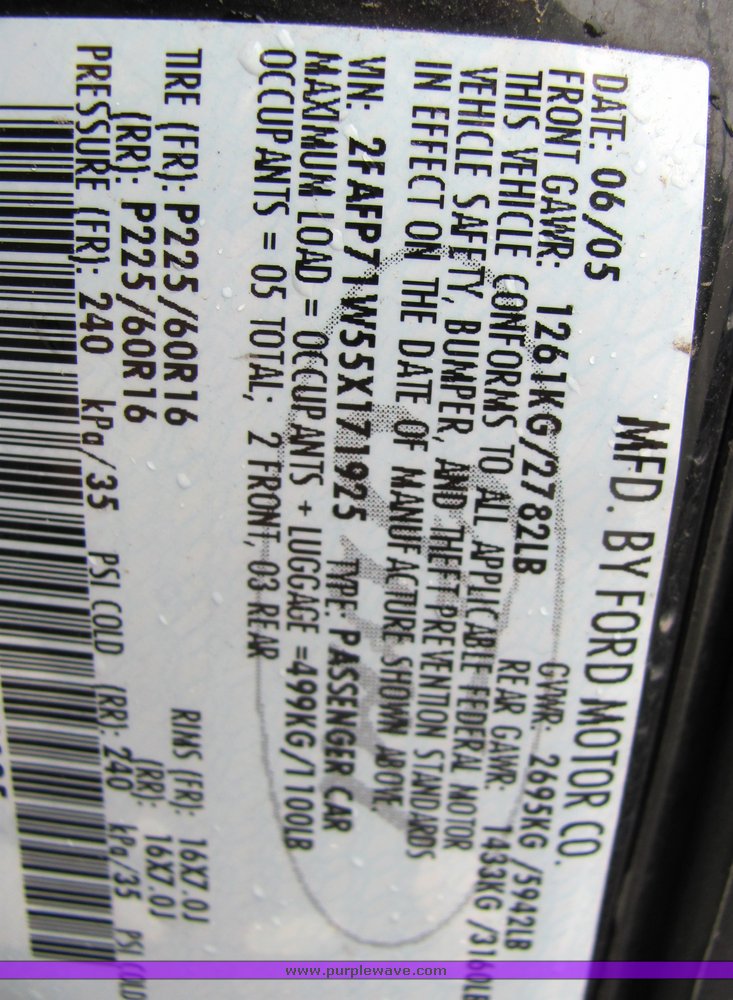 MFD. BY FORD MOTOR CO.
DATE: 06/05 GVWR: 2695KG /5942LB
FRONT GAWR: 1261KG/2782LB REAR GAWR: 1433KG /3160LB
THIS VEHICLE CONFORMS TO ALL APPLICABLE FEDERAL MOTOR
VEHICLE SAFETY, BUMPER, AND THEFT PREVENTION STANDARDS
IN EFFECT ON THE DATE OF MANUFACTURE SHOWN ABOVE.
VIN: 2FAFP71W55X171925 TYPE: PASSENGER CAR
MAXIMUM LOAD = OCCUPANTS + LUGGAGE =499KG/1100LB
OCCUPANTS = 05 TOTAL; 2 FRONT, 03 REAR
TIRE (FR): P225/60R16 RIMS (FR): 16X7.0J
(RR): P225/60R16 (RR): 16X7.0J
PRESSURE (FR): 240 kPa/35 PSI COLD (RR): 240 kPa/35 PSI COLD
www.purplewave.com